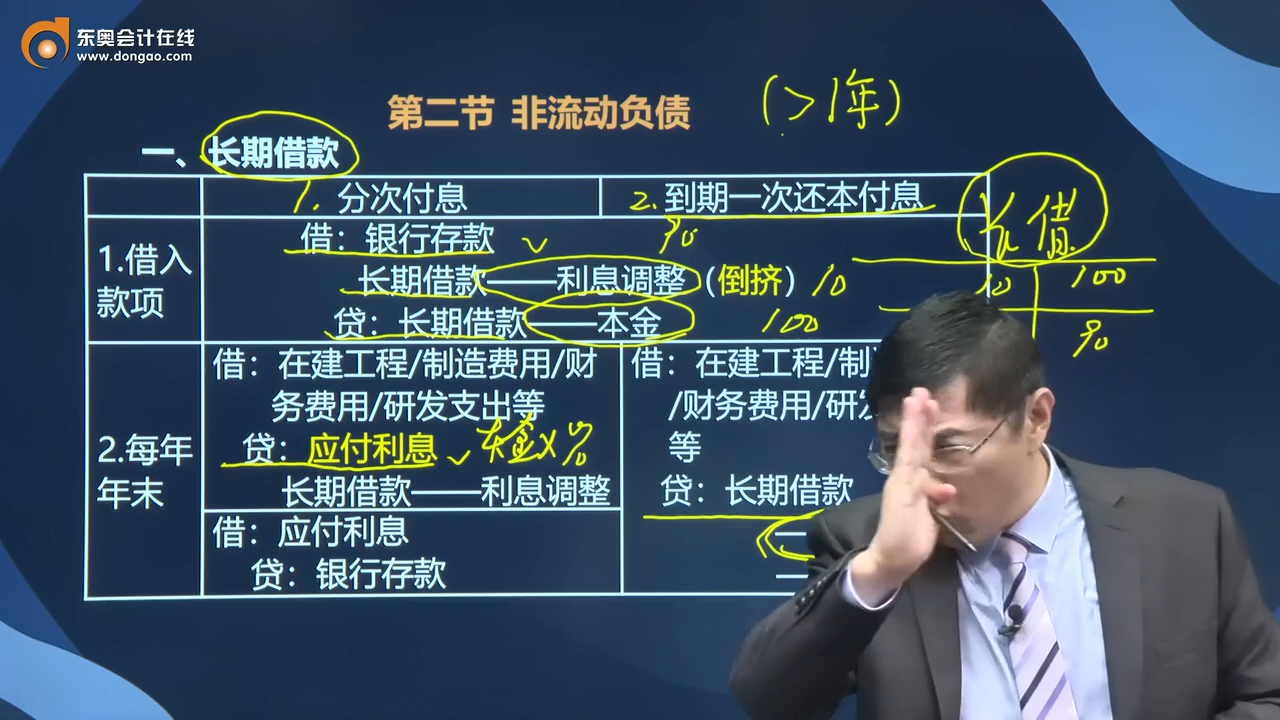 东奥会计在线
www.dongao.com
第二节 非流动负债 (>1年)
一、长期借款
1. 分次付息
2. 到期一次还本付息
长借
1.借入款项
借：银行存款 90
长期借款——利息调整（倒挤）10
贷：长期借款——本金 100
10 100
90
2.每年年末
借：在建工程/制造费用/财
务费用/研发支出等
贷：应付利息 本金×%
长期借款——利息调整
借：应付利息
贷：银行存款
借：在建工程/制
/财务费用/研
等
贷：长期借款